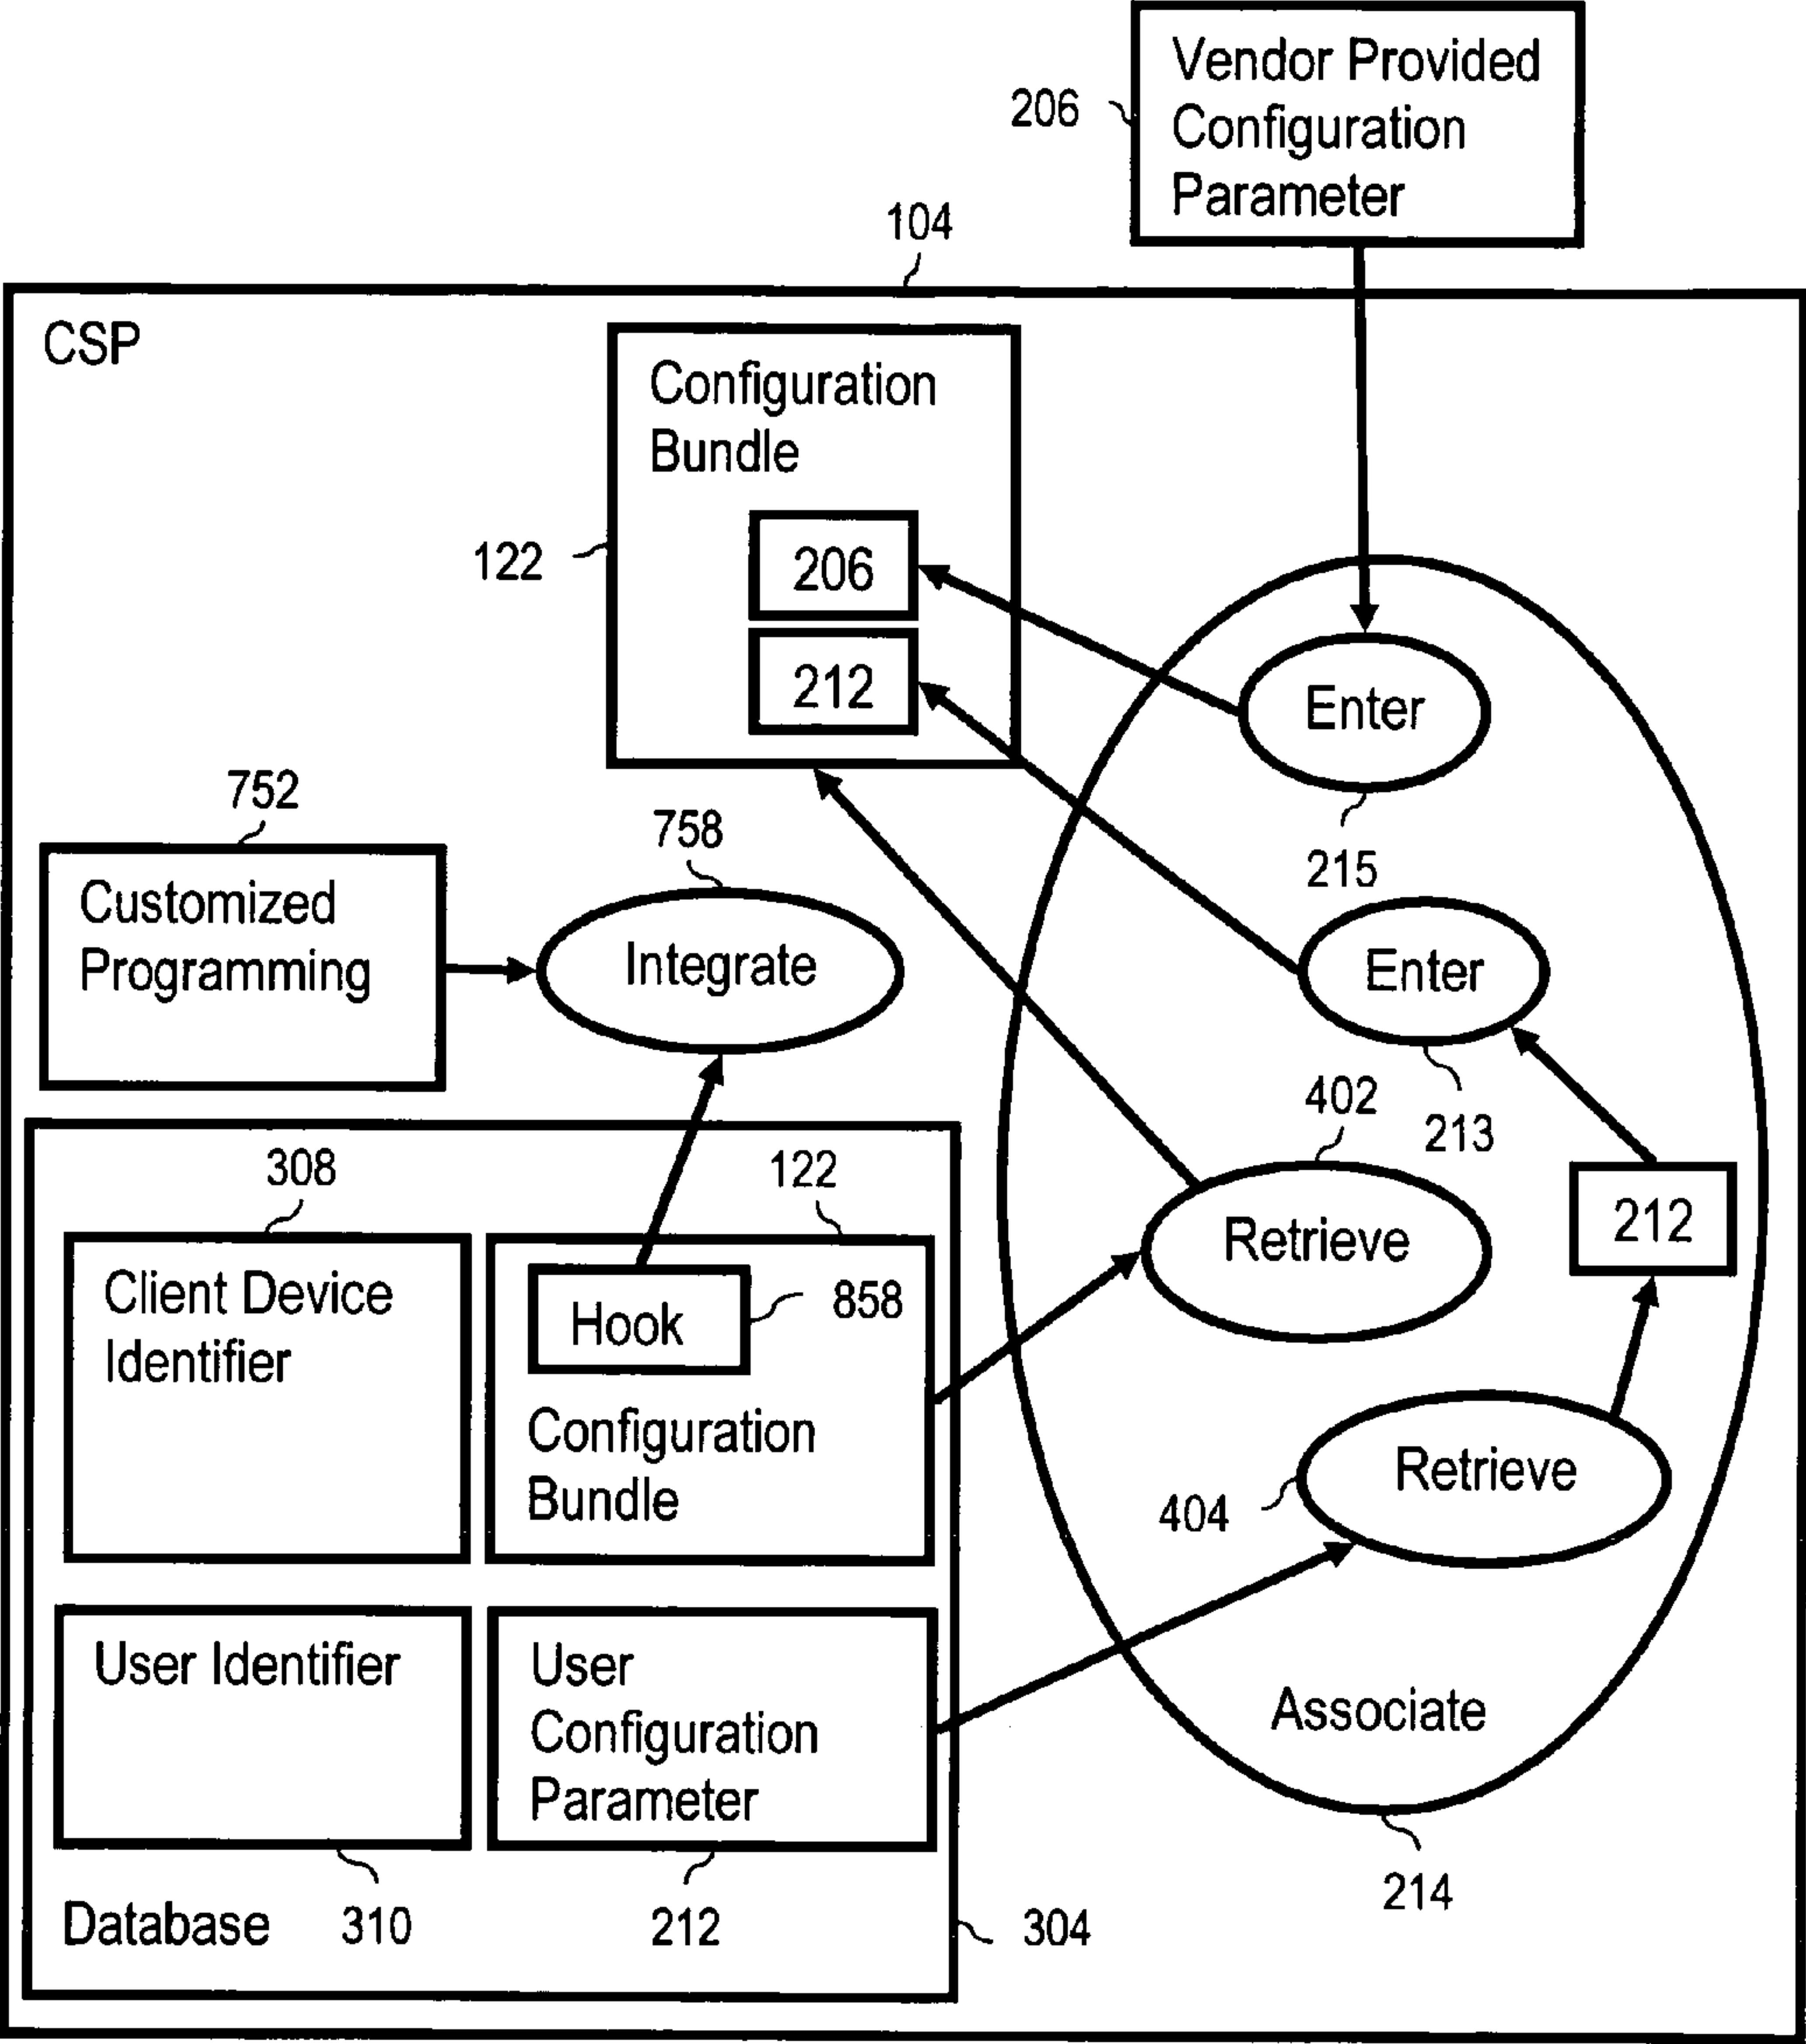 Vendor Provided
Configuration
Parameter
206
104
CSP
Configuration
Bundle
122
206
212
Enter
215
752
758
Customized
Programming
Integrate
Enter
213
402
308
122
Retrieve
212
Client Device
Identifier
Hook
858
Configuration
Bundle
Retrieve
404
User Identifier
User
Configuration
Parameter
Associate
214
Database
310
212
304